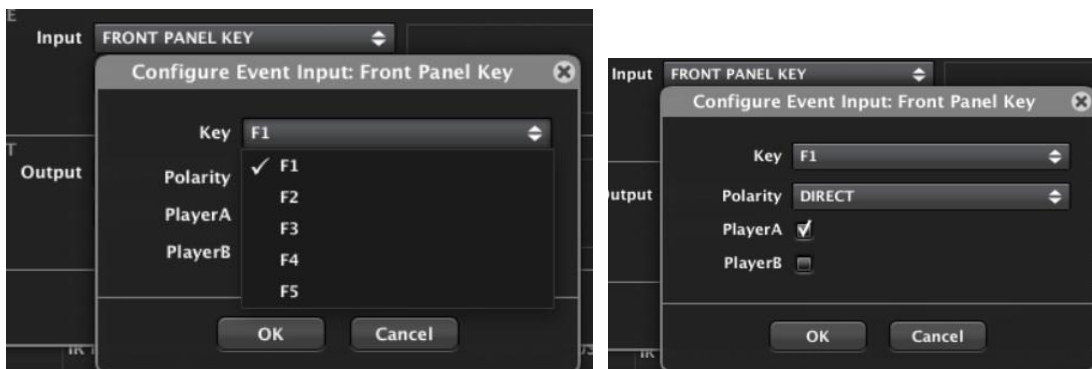 Input FRONT PANEL KEY
Configure Event Input: Front Panel Key
Key F1
✓ F1
Output
Polarity
F2
PlayerA
F3
PlayerB
F4
F5
OK Cancel
Input FRONT PANEL KEY
Configure Event Input: Front Panel Key
Key F1
Polarity DIRECT
PlayerA
PlayerB
OK Cancel